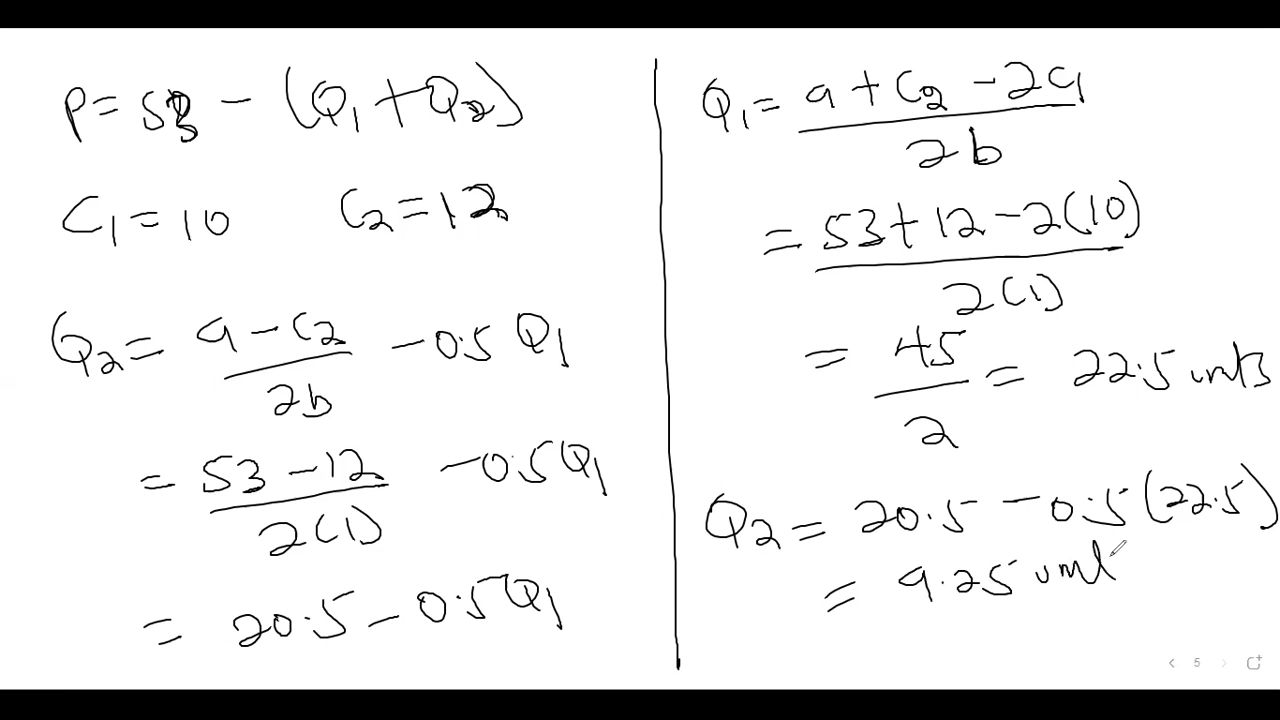 P = 53 - (Q₁ + Q₂)
C₁ = 10 C₂ = 12
Q₂ = (a - C₂)/2b - 0.5 Q₁
= (53 - 12)/2(1) - 0.5Q₁
= 20.5 - 0.5Q₁
Q₁ = (a + C₂ - 2C₁)/2b
= (53 + 12 - 2(10))/2(1)
= 45/2 = 22.5 units
Q₂ = 20.5 - 0.5(22.5)
= 9.25 unit
5